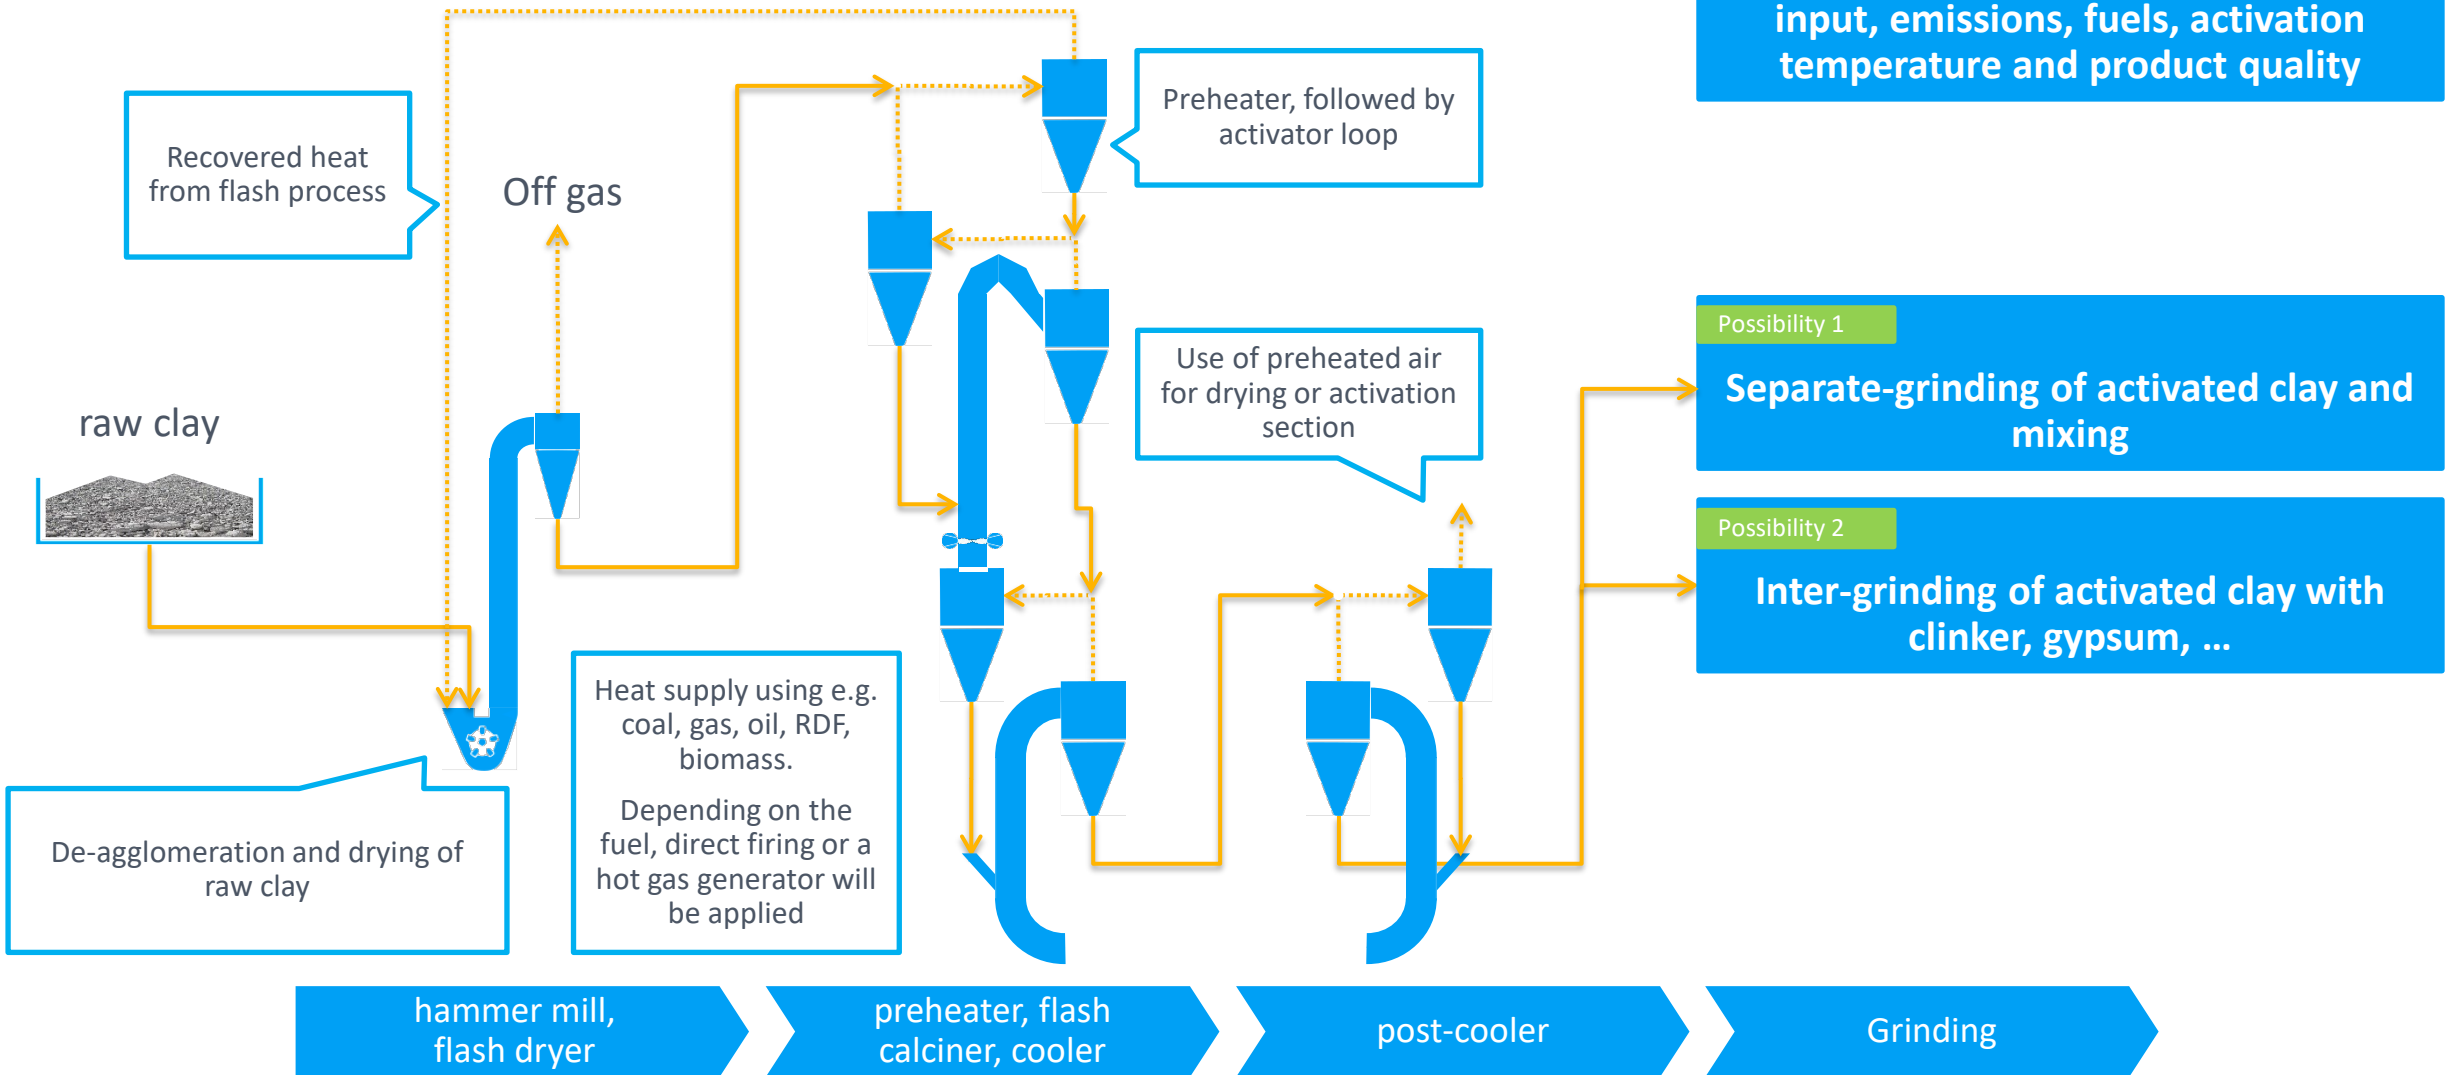 input, emissions, fuels, activation
temperature and product quality
Preheater, followed by
activator loop
Recovered heat
from flash process
Off gas
Possibility 1
Separate-grinding of activated clay and
mixing
Use of preheated air
for drying or activation
section
raw clay
Possibility 2
Inter-grinding of activated clay with
clinker, gypsum, ...
Heat supply using e.g.
coal, gas, oil, RDF,
biomass.
Depending on the
fuel, direct firing or a
hot gas generator will
be applied
De-agglomeration and drying of
raw clay
hammer mill,
flash dryer
preheater, flash
calciner, cooler
post-cooler
Grinding